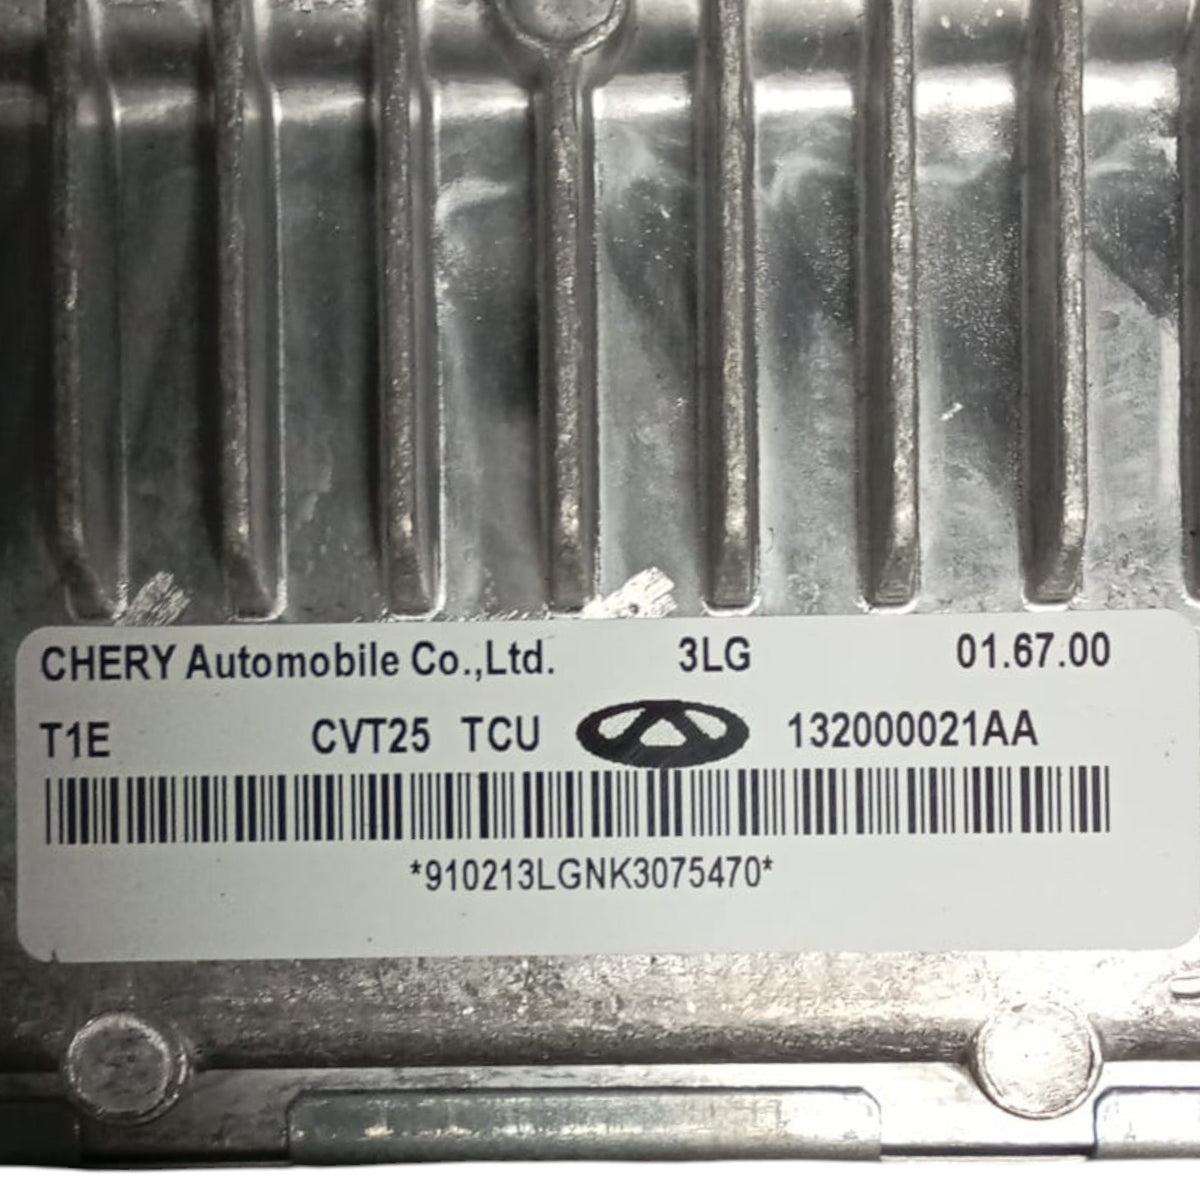 CHERY Automobile Co.,Ltd. 3LG 01.67.00
T1E CVT25 TCU 132000021AA
*910213LGNK3075470*